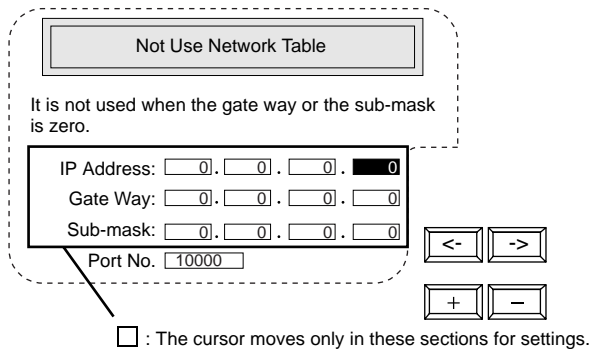 Not Use Network Table
It is not used when the gate way or the sub-mask
is zero.
IP Address: 0. 0. 0. 0
Gate Way: 0. 0. 0. 0
Sub-mask: 0. 0. 0. 0
Port No. 10000
<- ->
+ −
: The cursor moves only in these sections for settings.